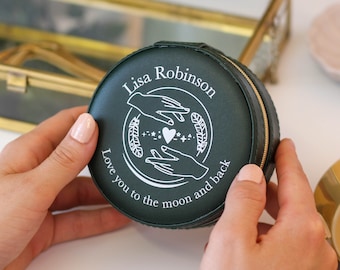 Lisa Robinson
Love you to the moon and back